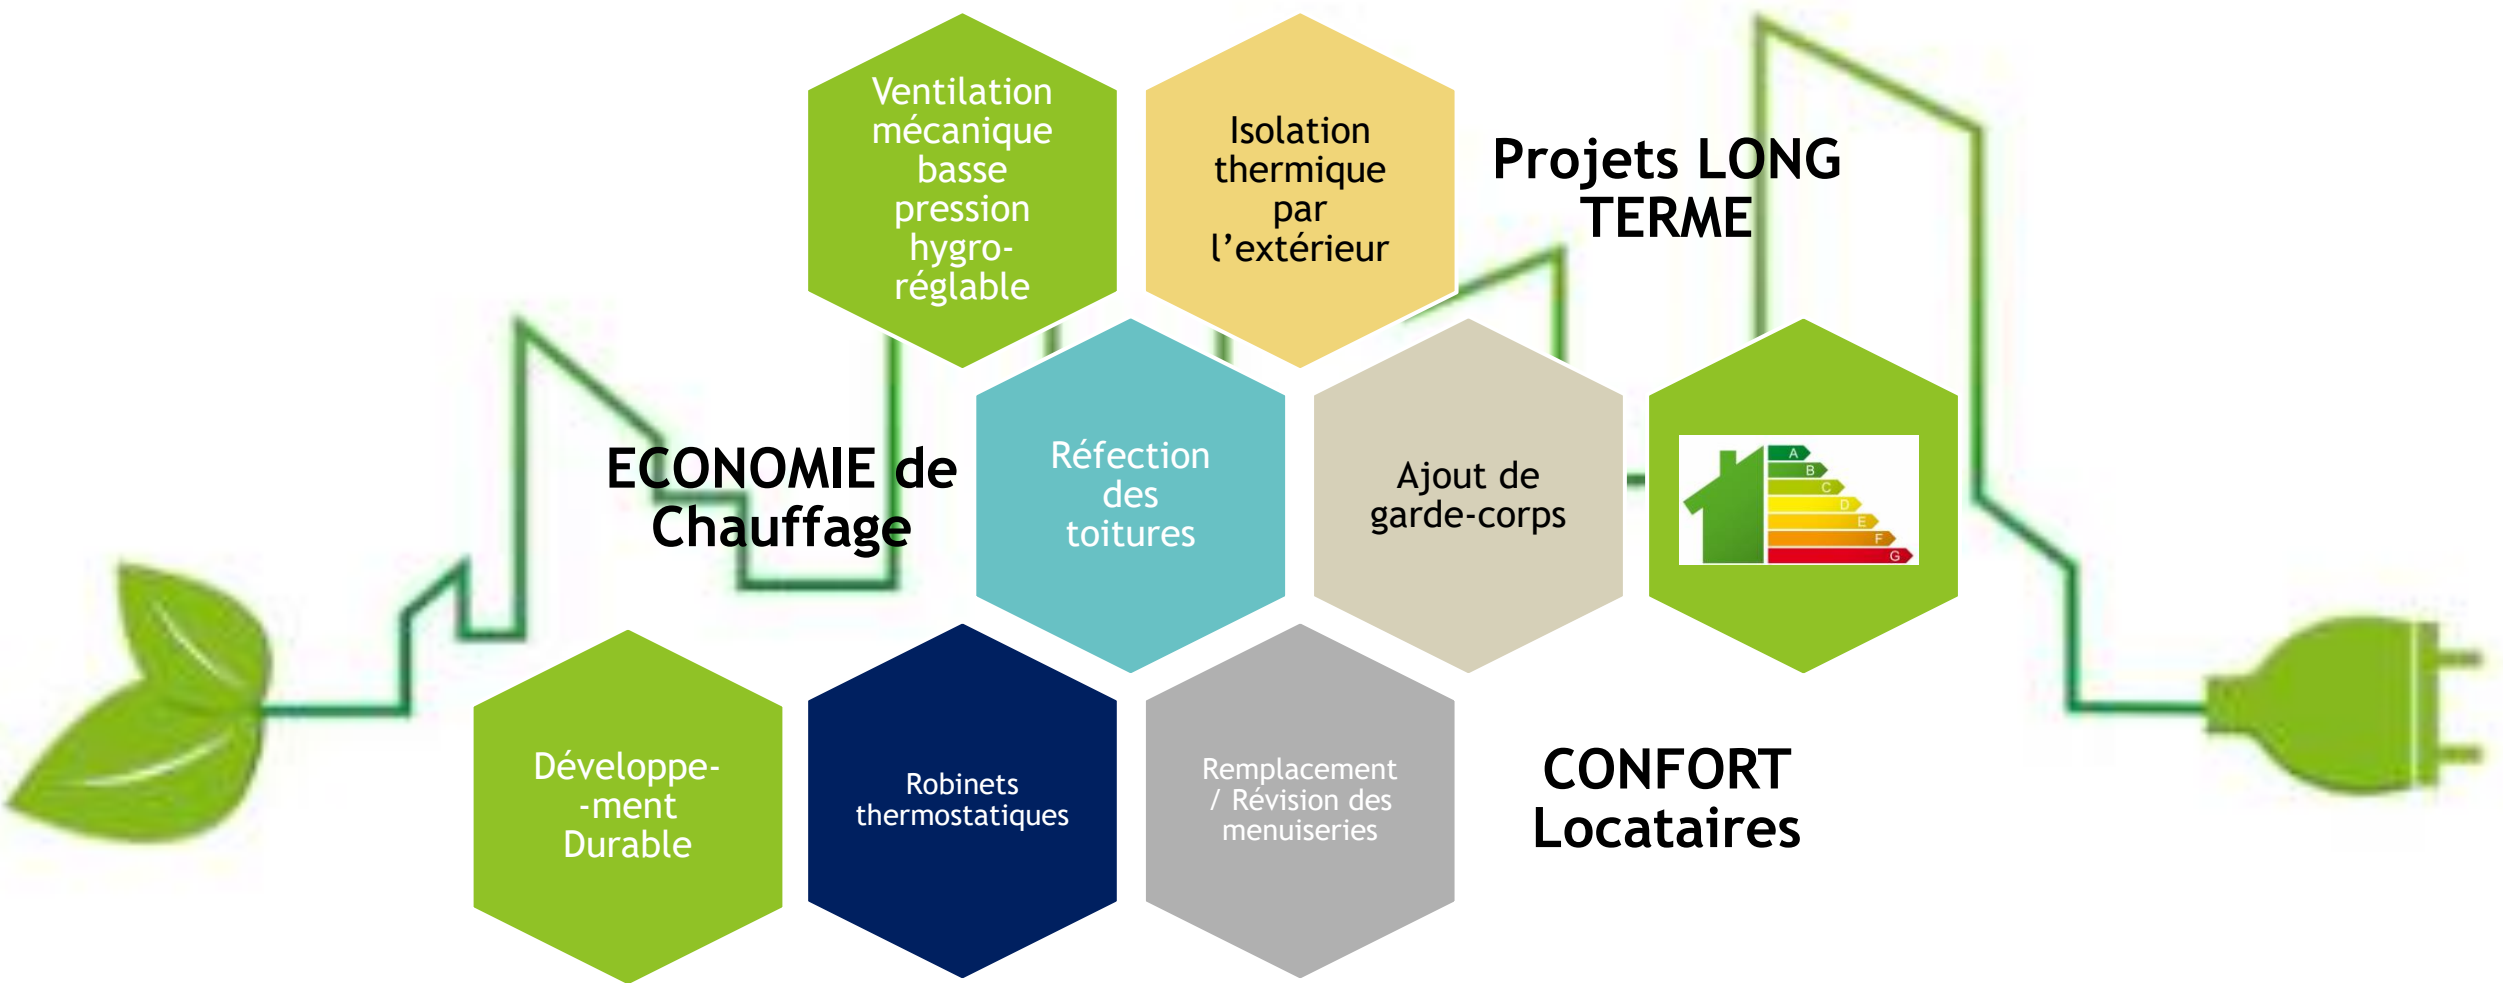 Ventilation
mécanique
basse
pression
hygro-
réglable
Isolation
thermique
par
l’extérieur
Projets LONG
TERME
ECONOMIE de
Chauffage
Réfection
des
toitures
Ajout de
garde-corps
A
B
C
D
E
F
G
Développe-
-ment
Durable
Robinets
thermostatiques
Remplacement
/ Révision des
menuiseries
CONFORT
Locataires